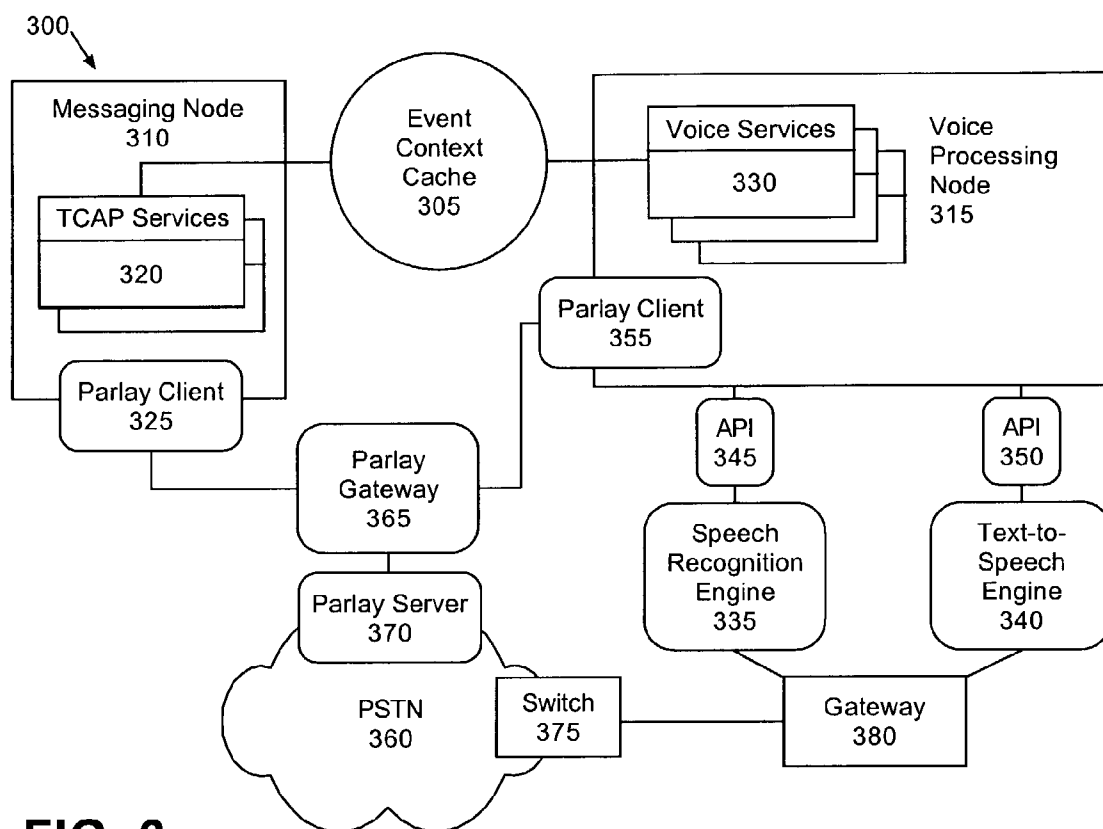 300
Messaging Node
310
TCAP Services
320
Parlay Client
325
Event
Context
Cache
305
Voice Services
330
Voice
Processing
Node
315
Parlay Client
355
API
345
API
350
Parlay
Gateway
365
Speech
Recognition
Engine
335
Text-to-
Speech
Engine
340
Parlay Server
370
PSTN
360
Switch
375
Gateway
380
FIG.